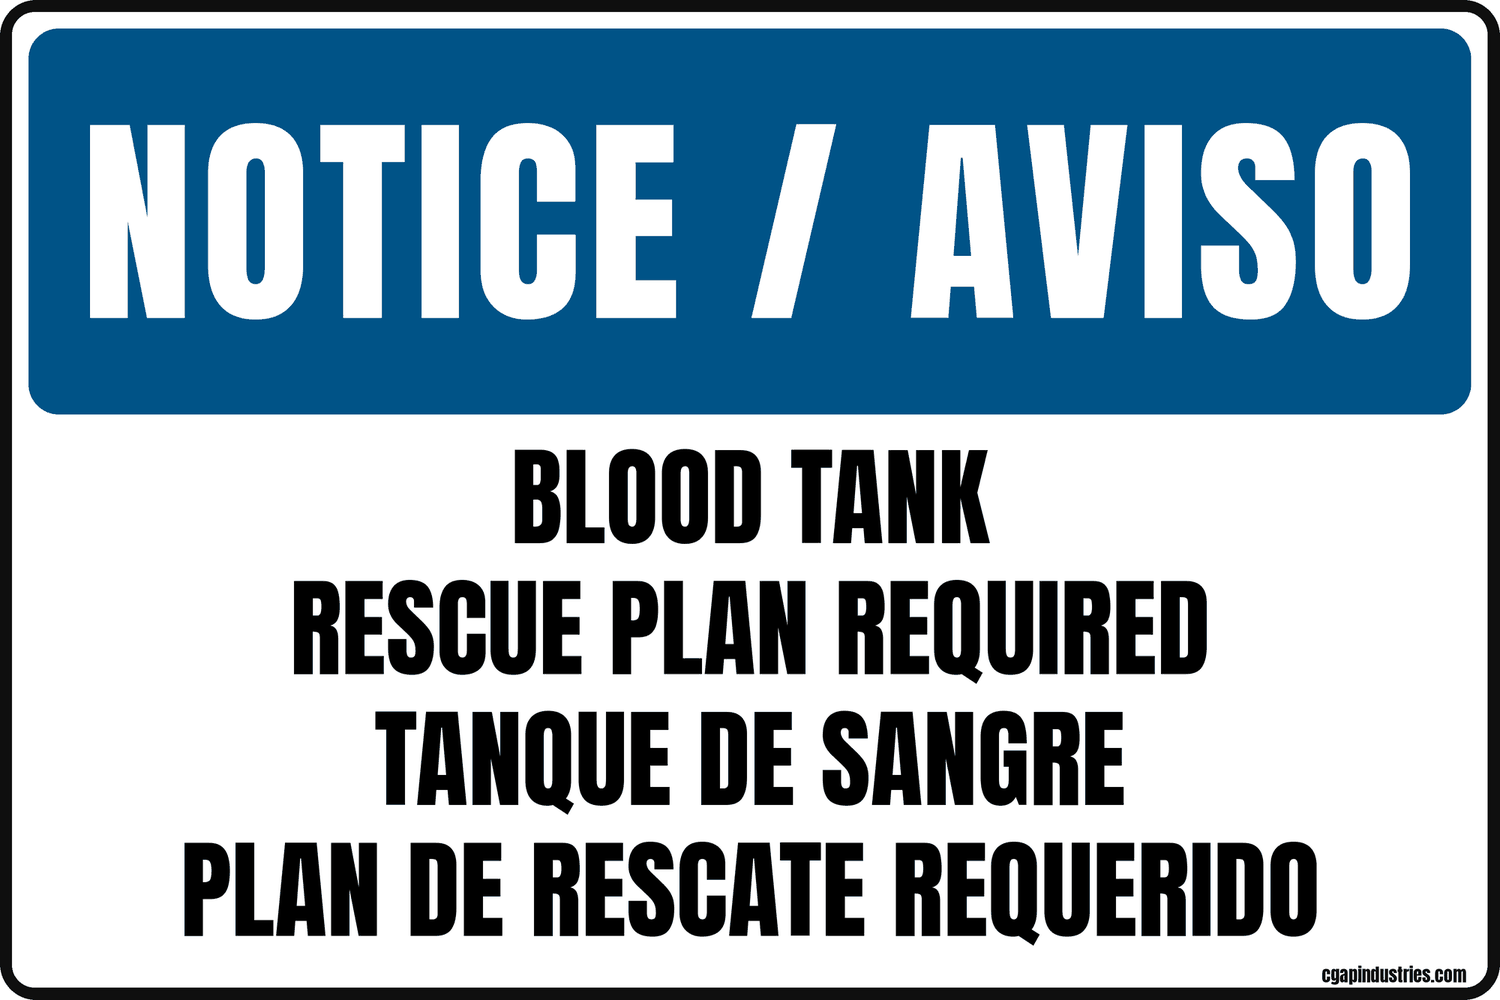 NOTICE / AVISO
BLOOD TANK
RESCUE PLAN REQUIRED
TANQUE DE SANGRE
PLAN DE RESCATE REQUERIDO
cgapindustries.com